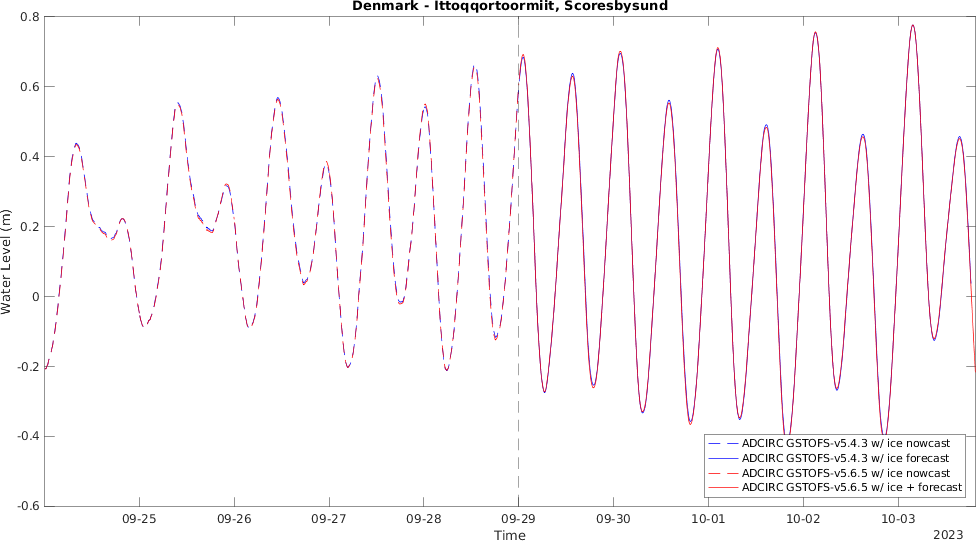 Denmark - Ittoqqortoormiit, Scoresbysund
0.8
0.6
0.4
0.2
0
-0.2
-0.4
-0.6
Water Level (m)
09-25
09-26
09-27
09-28
09-29
09-30
10-01
10-02
10-03
Time
2023
ADCIRC GSTOFS-v5.4.3 w/ ice nowcast
ADCIRC GSTOFS-v5.4.3 w/ ice forecast
ADCIRC GSTOFS-v5.6.5 w/ ice nowcast
ADCIRC GSTOFS-v5.6.5 w/ ice + forecast